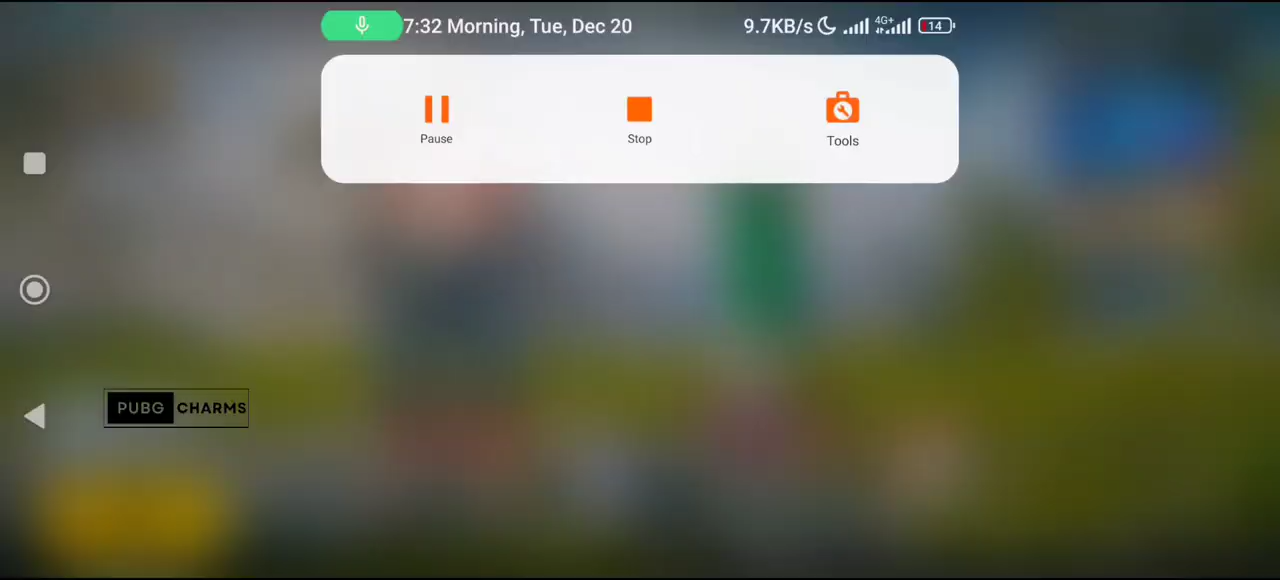 7:32 Morning, Tue, Dec 20
9.7KB/s 4G+ 14
Pause Stop Tools
PUBG CHARMS